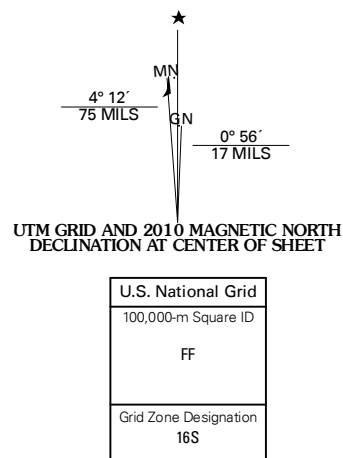 ★
MN
4° 12´
75 MILS
GN
0° 56´
17 MILS
UTM GRID AND 2010 MAGNETIC NORTH
DECLINATION AT CENTER OF SHEET
U.S. National Grid
100,000-m Square ID
FF
Grid Zone Designation
16S